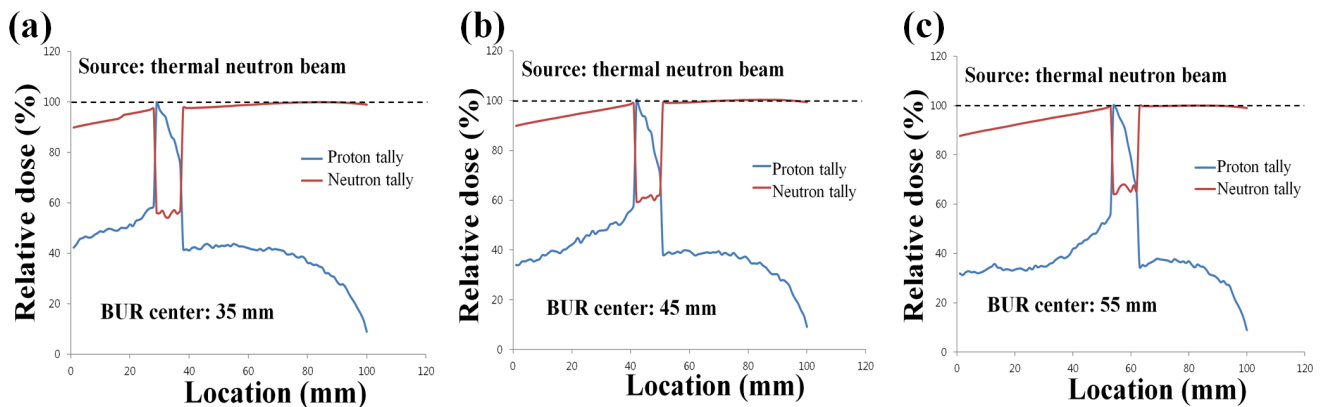 (a)
Source: thermal neutron beam
Relative dose (%)
120
100
80
60
40
20
0
Proton tally
Neutron tally
BUR center: 35 mm
0 20 40 60 80 100 120
Location (mm)
(b)
Source: thermal neutron beam
Relative dose (%)
120
100
80
60
40
20
0
Proton tally
Neutron tally
BUR center: 45 mm
0 20 40 60 80 100 120
Location (mm)
(c)
Source: thermal neutron beam
Relative dose (%)
120
100
80
60
40
20
0
Proton tally
Neutron tally
BUR center: 55 mm
0 20 40 60 80 100 120
Location (mm)